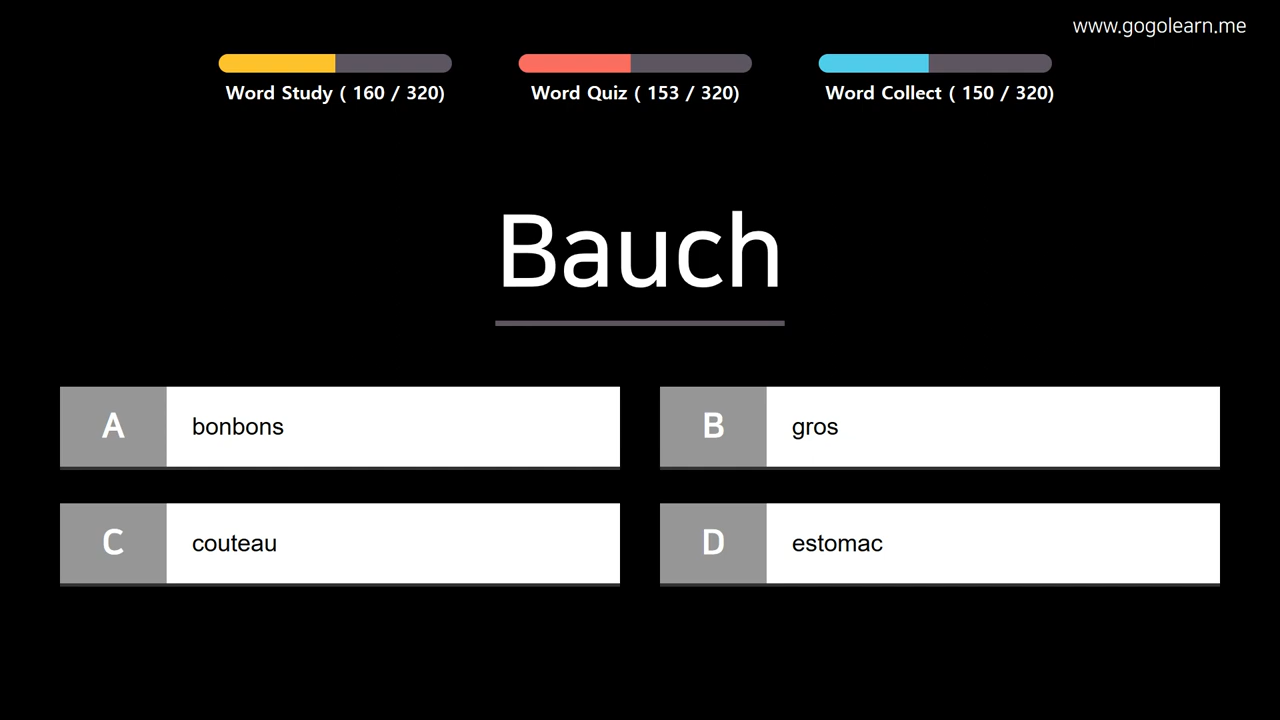 www.gogolearn.me
Word Study ( 160 / 320)
Word Quiz ( 153 / 320)
Word Collect ( 150 / 320)
Bauch
A bonbons
B gros
C couteau
D estomac